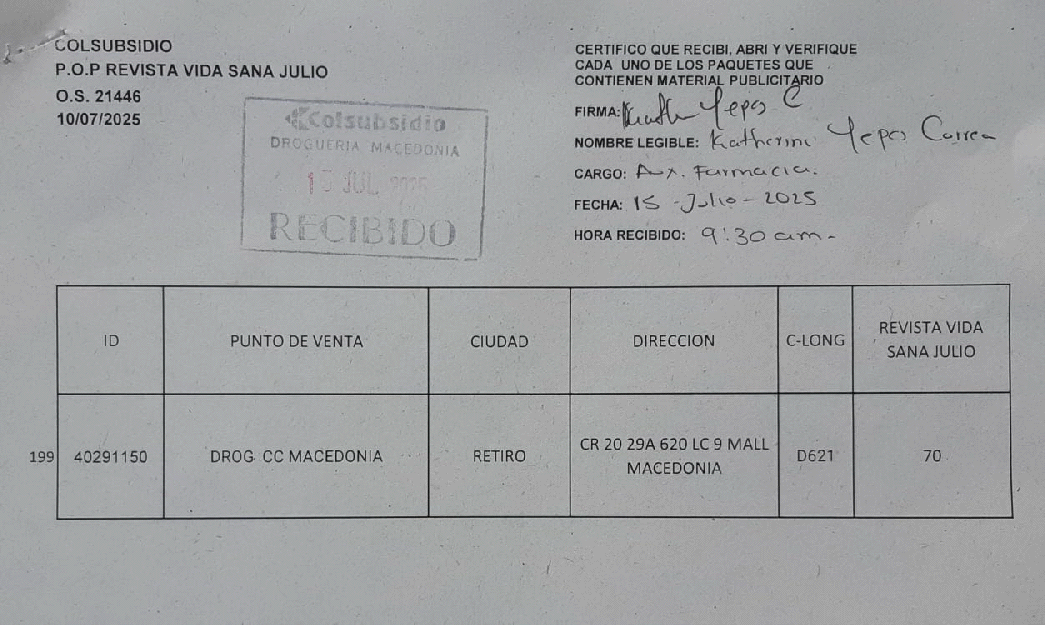 COLSUBSIDIO
P.O.P REVISTA VIDA SANA JULIO
O.S. 21446
10/07/2025
Colsubsidio
DROGUERIA MACEDONIA
15 JUL 2025
RECIBIDO
CERTIFICO QUE RECIBI, ABRI Y VERIFIQUE
CADA UNO DE LOS PAQUETES QUE
CONTIENEN MATERIAL PUBLICITARIO
FIRMA: Yepes C
NOMBRE LEGIBLE: Katherine Yepes Correa
CARGO: Aux. Farmacia.
FECHA: 15 - Julio - 2025
HORA RECIBIDO: 9:30 am.
ID PUNTO DE VENTA CIUDAD DIRECCION C-LONG REVISTA VIDA
SANA JULIO
199 40291150 DROG CC MACEDONIA RETIRO CR 20 29A 620 LC 9 MALL
MACEDONIA D621 70